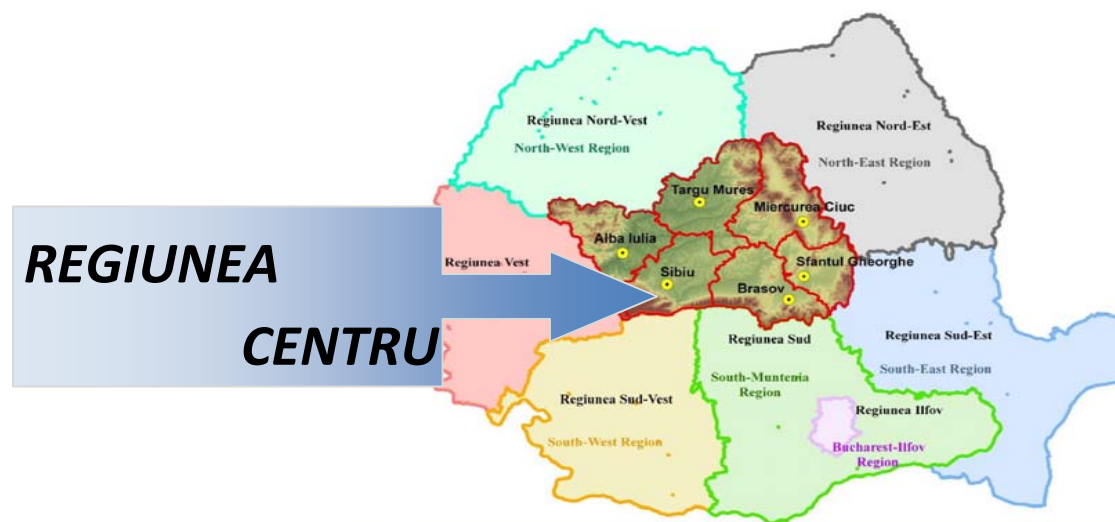 REGIUNEA
CENTRU
Regiunea Nord-Vest
North-West Region
Regiunea Nord-Est
North-East Region
Targu Mures
Miercurea Ciuc
Alba Iulia
Sibiu
Sfantul Gheorghe
Brasov
Regiunea Vest
Regiunea Sud
South-Muntenia
Region
Regiunea Sud-Est
South-East Region
Regiunea Sud-Vest
South-West Region
Regiunea Ilfov
Bucharest-Ilfov
Region